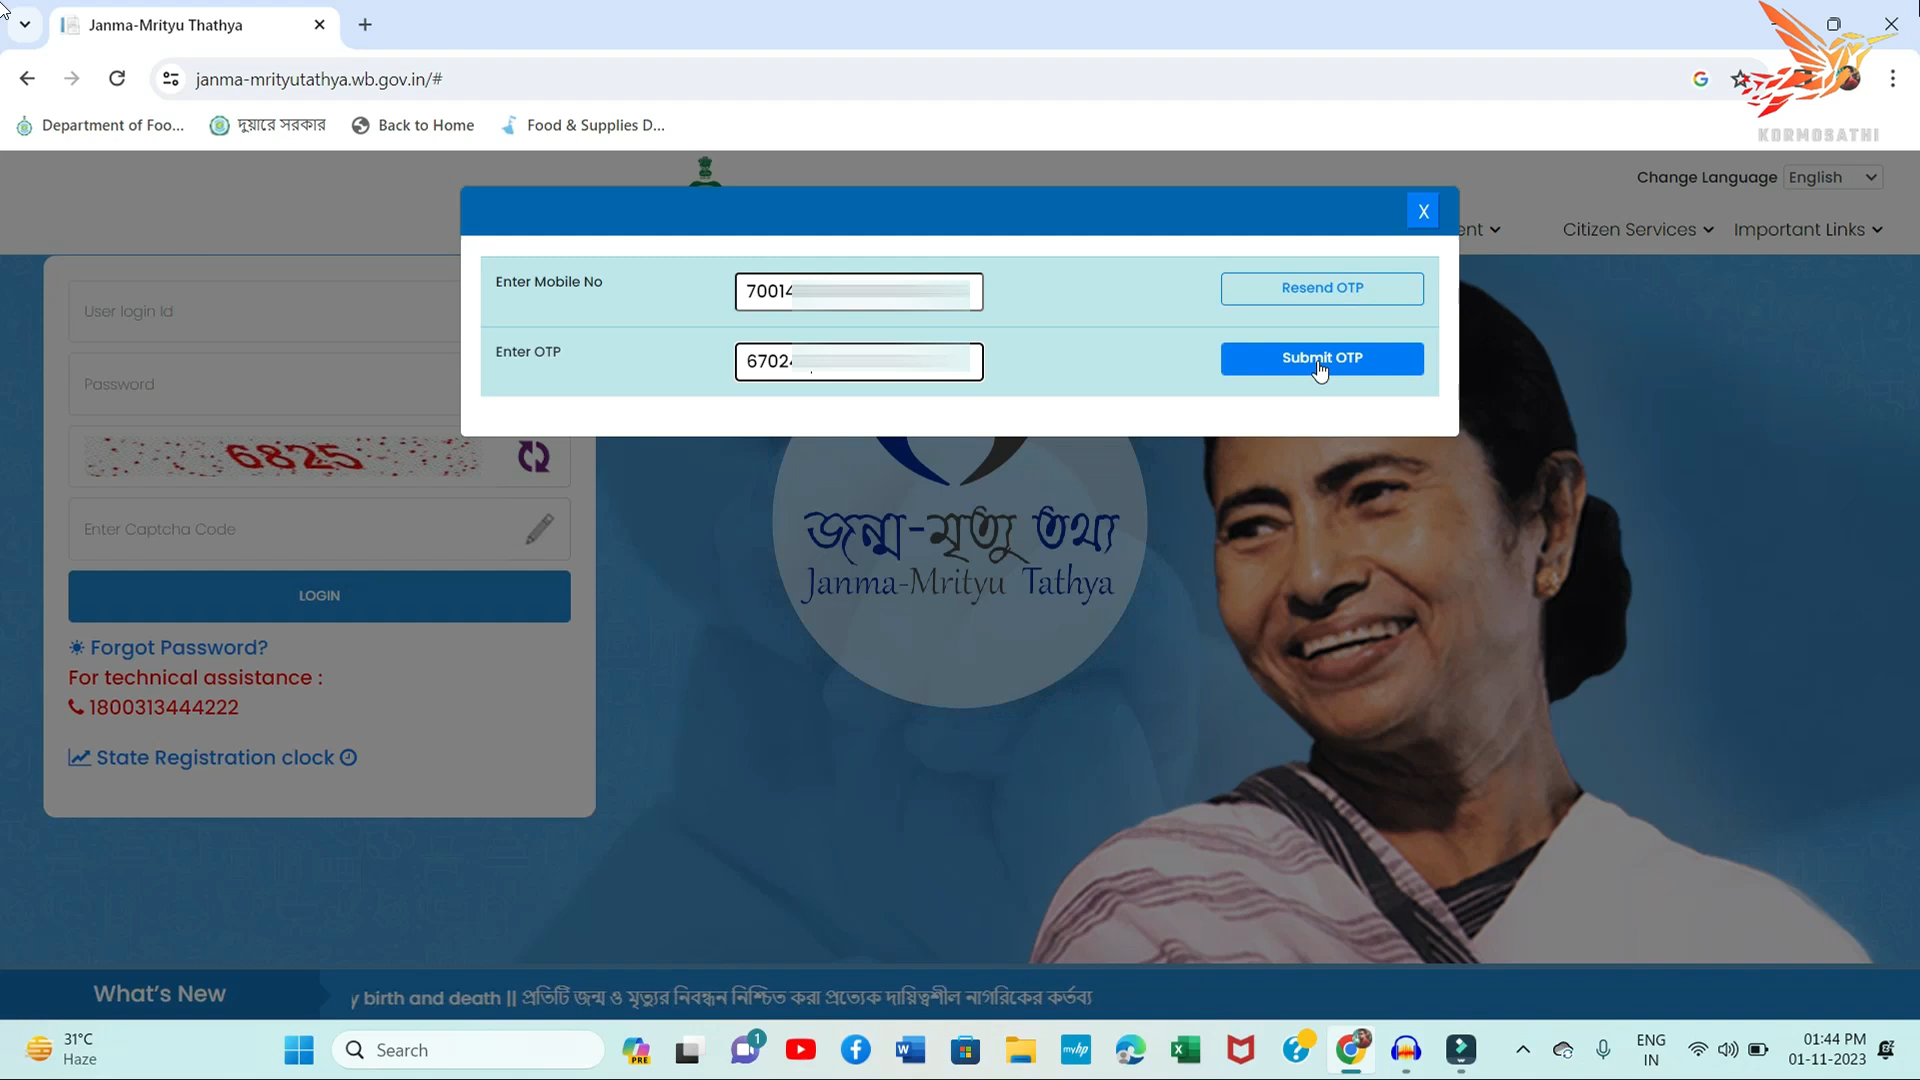 Janma-Mrityu Thathya
janma-mrityutathya.wb.gov.in/#
Department of Foo...
দুয়ারে সরকার
Back to Home
Food & Supplies D...
KORMOSATHI
Change Language English
ent
Citizen Services
Important Links
X
Enter Mobile No
70014
Resend OTP
Enter OTP
6702
Submit OTP
User login Id
Password
6825
Enter Captcha Code
LOGIN
Forgot Password?
For technical assistance :
1800313444222
State Registration clock
জন্ম-মৃত্যু তথ্য
Janma-Mrityu Tathya
What's New
y birth and death || প্রতিটি জন্ম ও মৃত্যুর নিবন্ধন নিশ্চিত করা প্রত্যেক দায়িত্বশীল নাগরিকের কর্তব্য
31°C
Haze
Search
PRE
1
myhp
ENG
IN
01:44 PM
01-11-2023